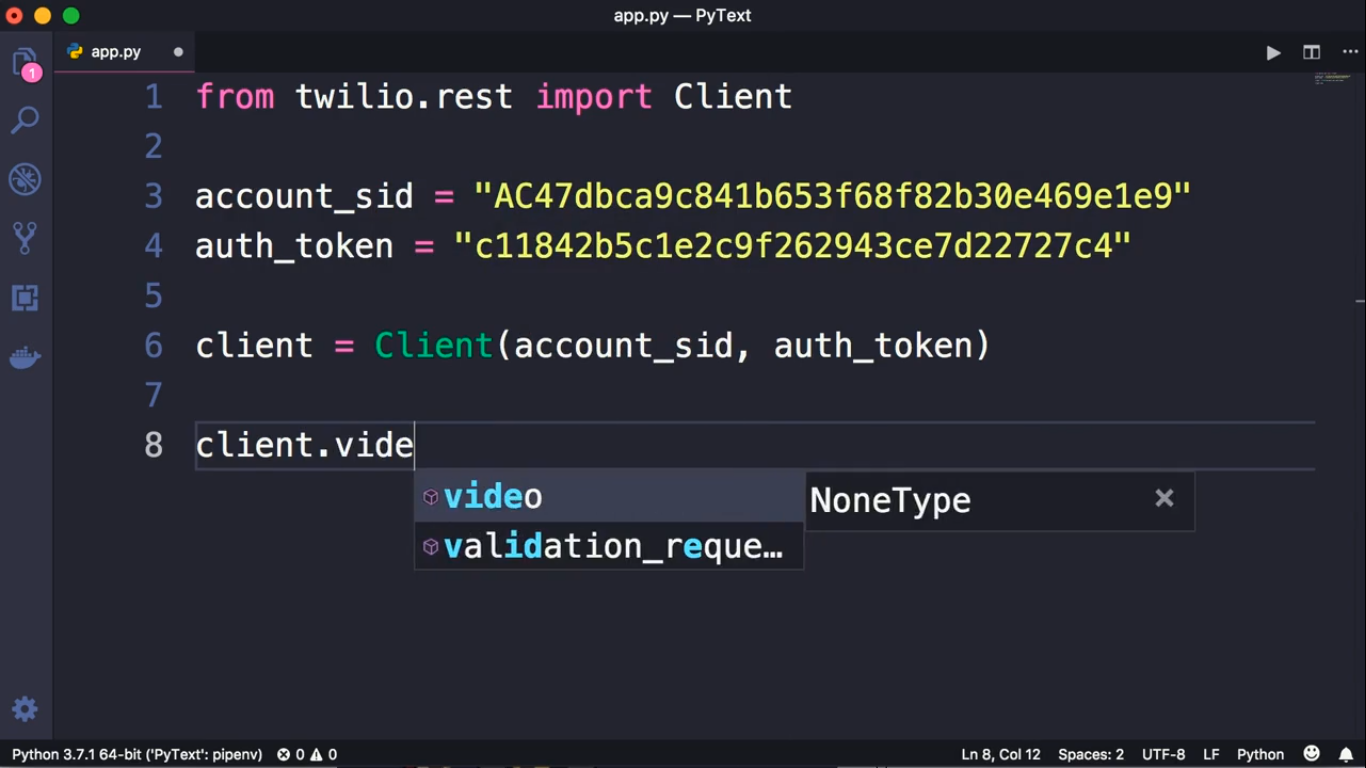 app.py — PyText
app.py
1
1 from twilio.rest import Client
2
3 account_sid = "AC47dbca9c841b653f68f82b30e469e1e9"
4 auth_token = "c11842b5c1e2c9f262943ce7d22727c4"
5
6 client = Client(account_sid, auth_token)
7
8 client.vide
video NoneType
validation_reque…
Python 3.7.1 64-bit ('PyText': pipenv) 0 0 Ln 8, Col 12 Spaces: 2 UTF-8 LF Python